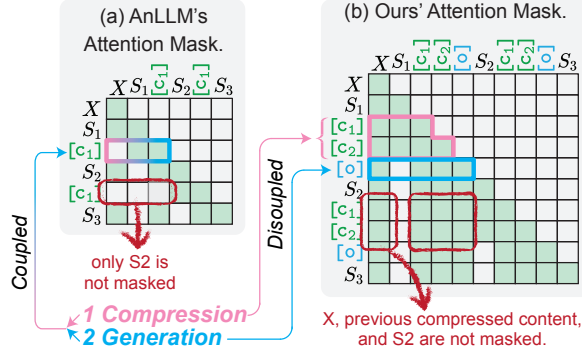 (a) AnLLM's
Attention Mask.
[c₁] [c₁]
X S₁ S₂ S₃
X
S₁
[c₁]
S₂
[c₁]
S₃
Coupled
only S2 is
not masked
1 Compression
2 Generation
(b) Ours' Attention Mask.
X S₁ [c₁] [c₂] [o] S₂ [c₁] [c₂] [o] S₃
X
S₁
[c₁]
[c₂]
[o]
S₂
[c₁]
[c₂]
[o]
S₃
Disoupled
X, previous compressed content,
and S2 are not masked.